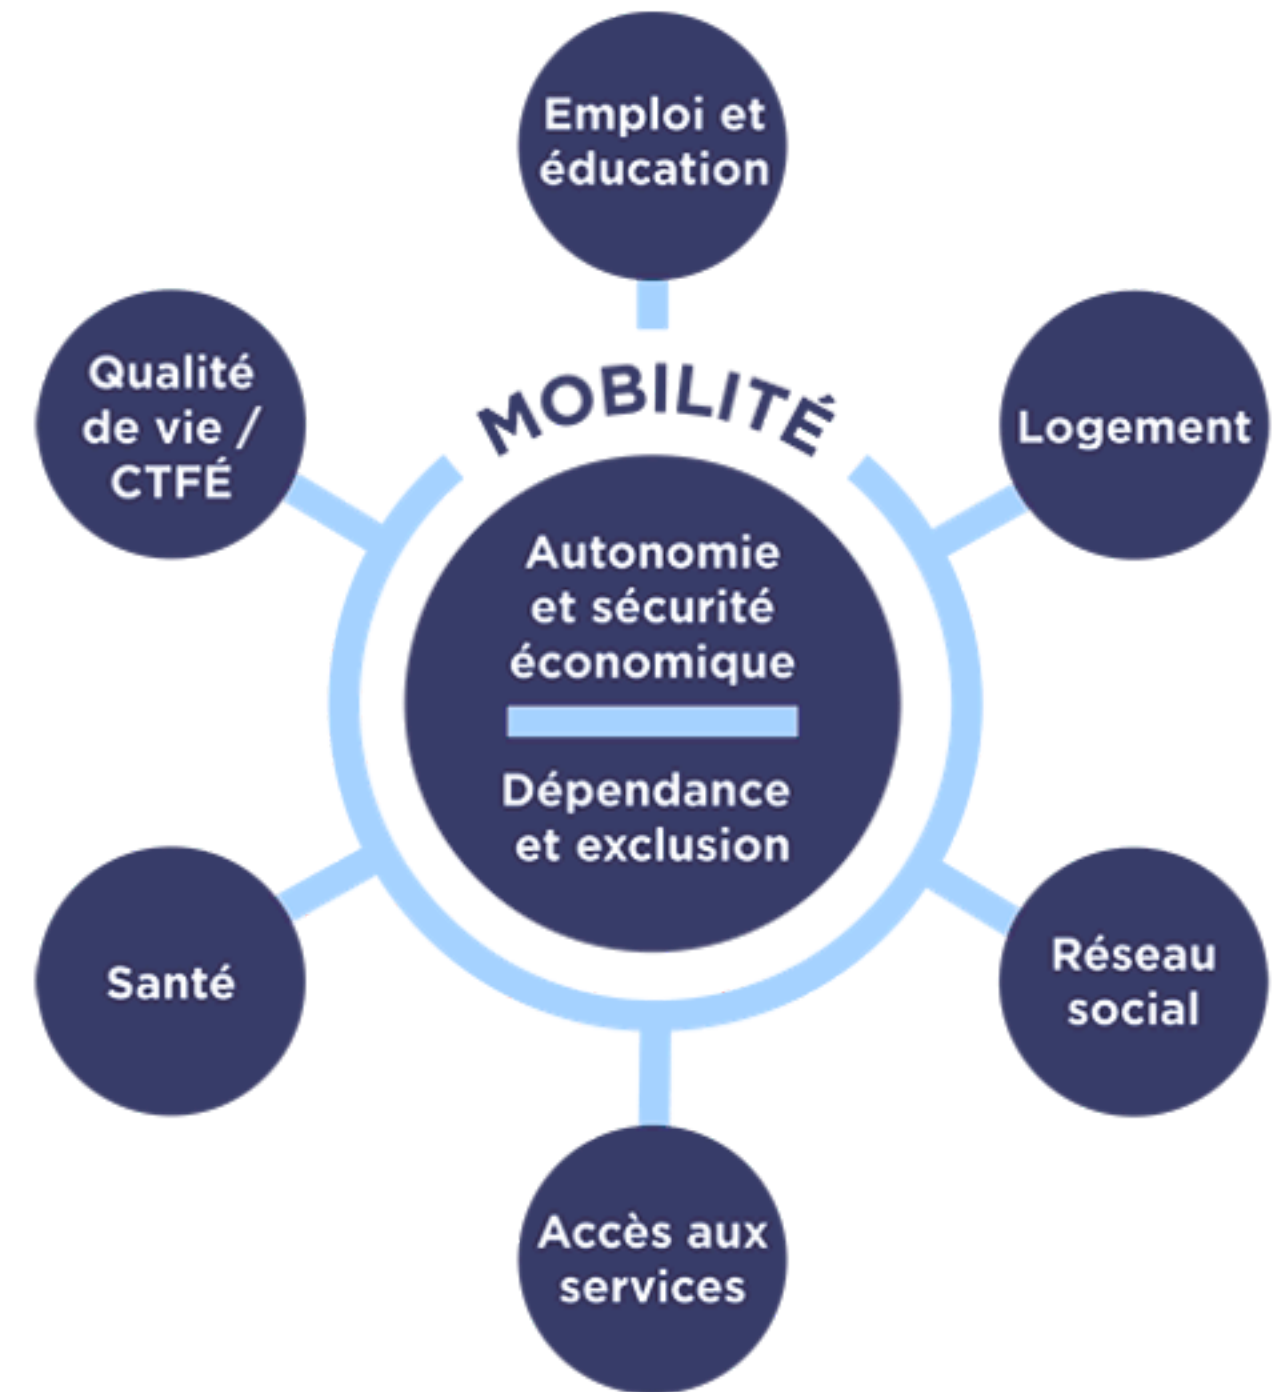 Emploi et
éducation
MOBILITÉ
Qualité
de vie /
CTFÉ
Logement
Autonomie
et sécurité
économique
Dépendance
et exclusion
Santé
Réseau
social
Accès aux
services